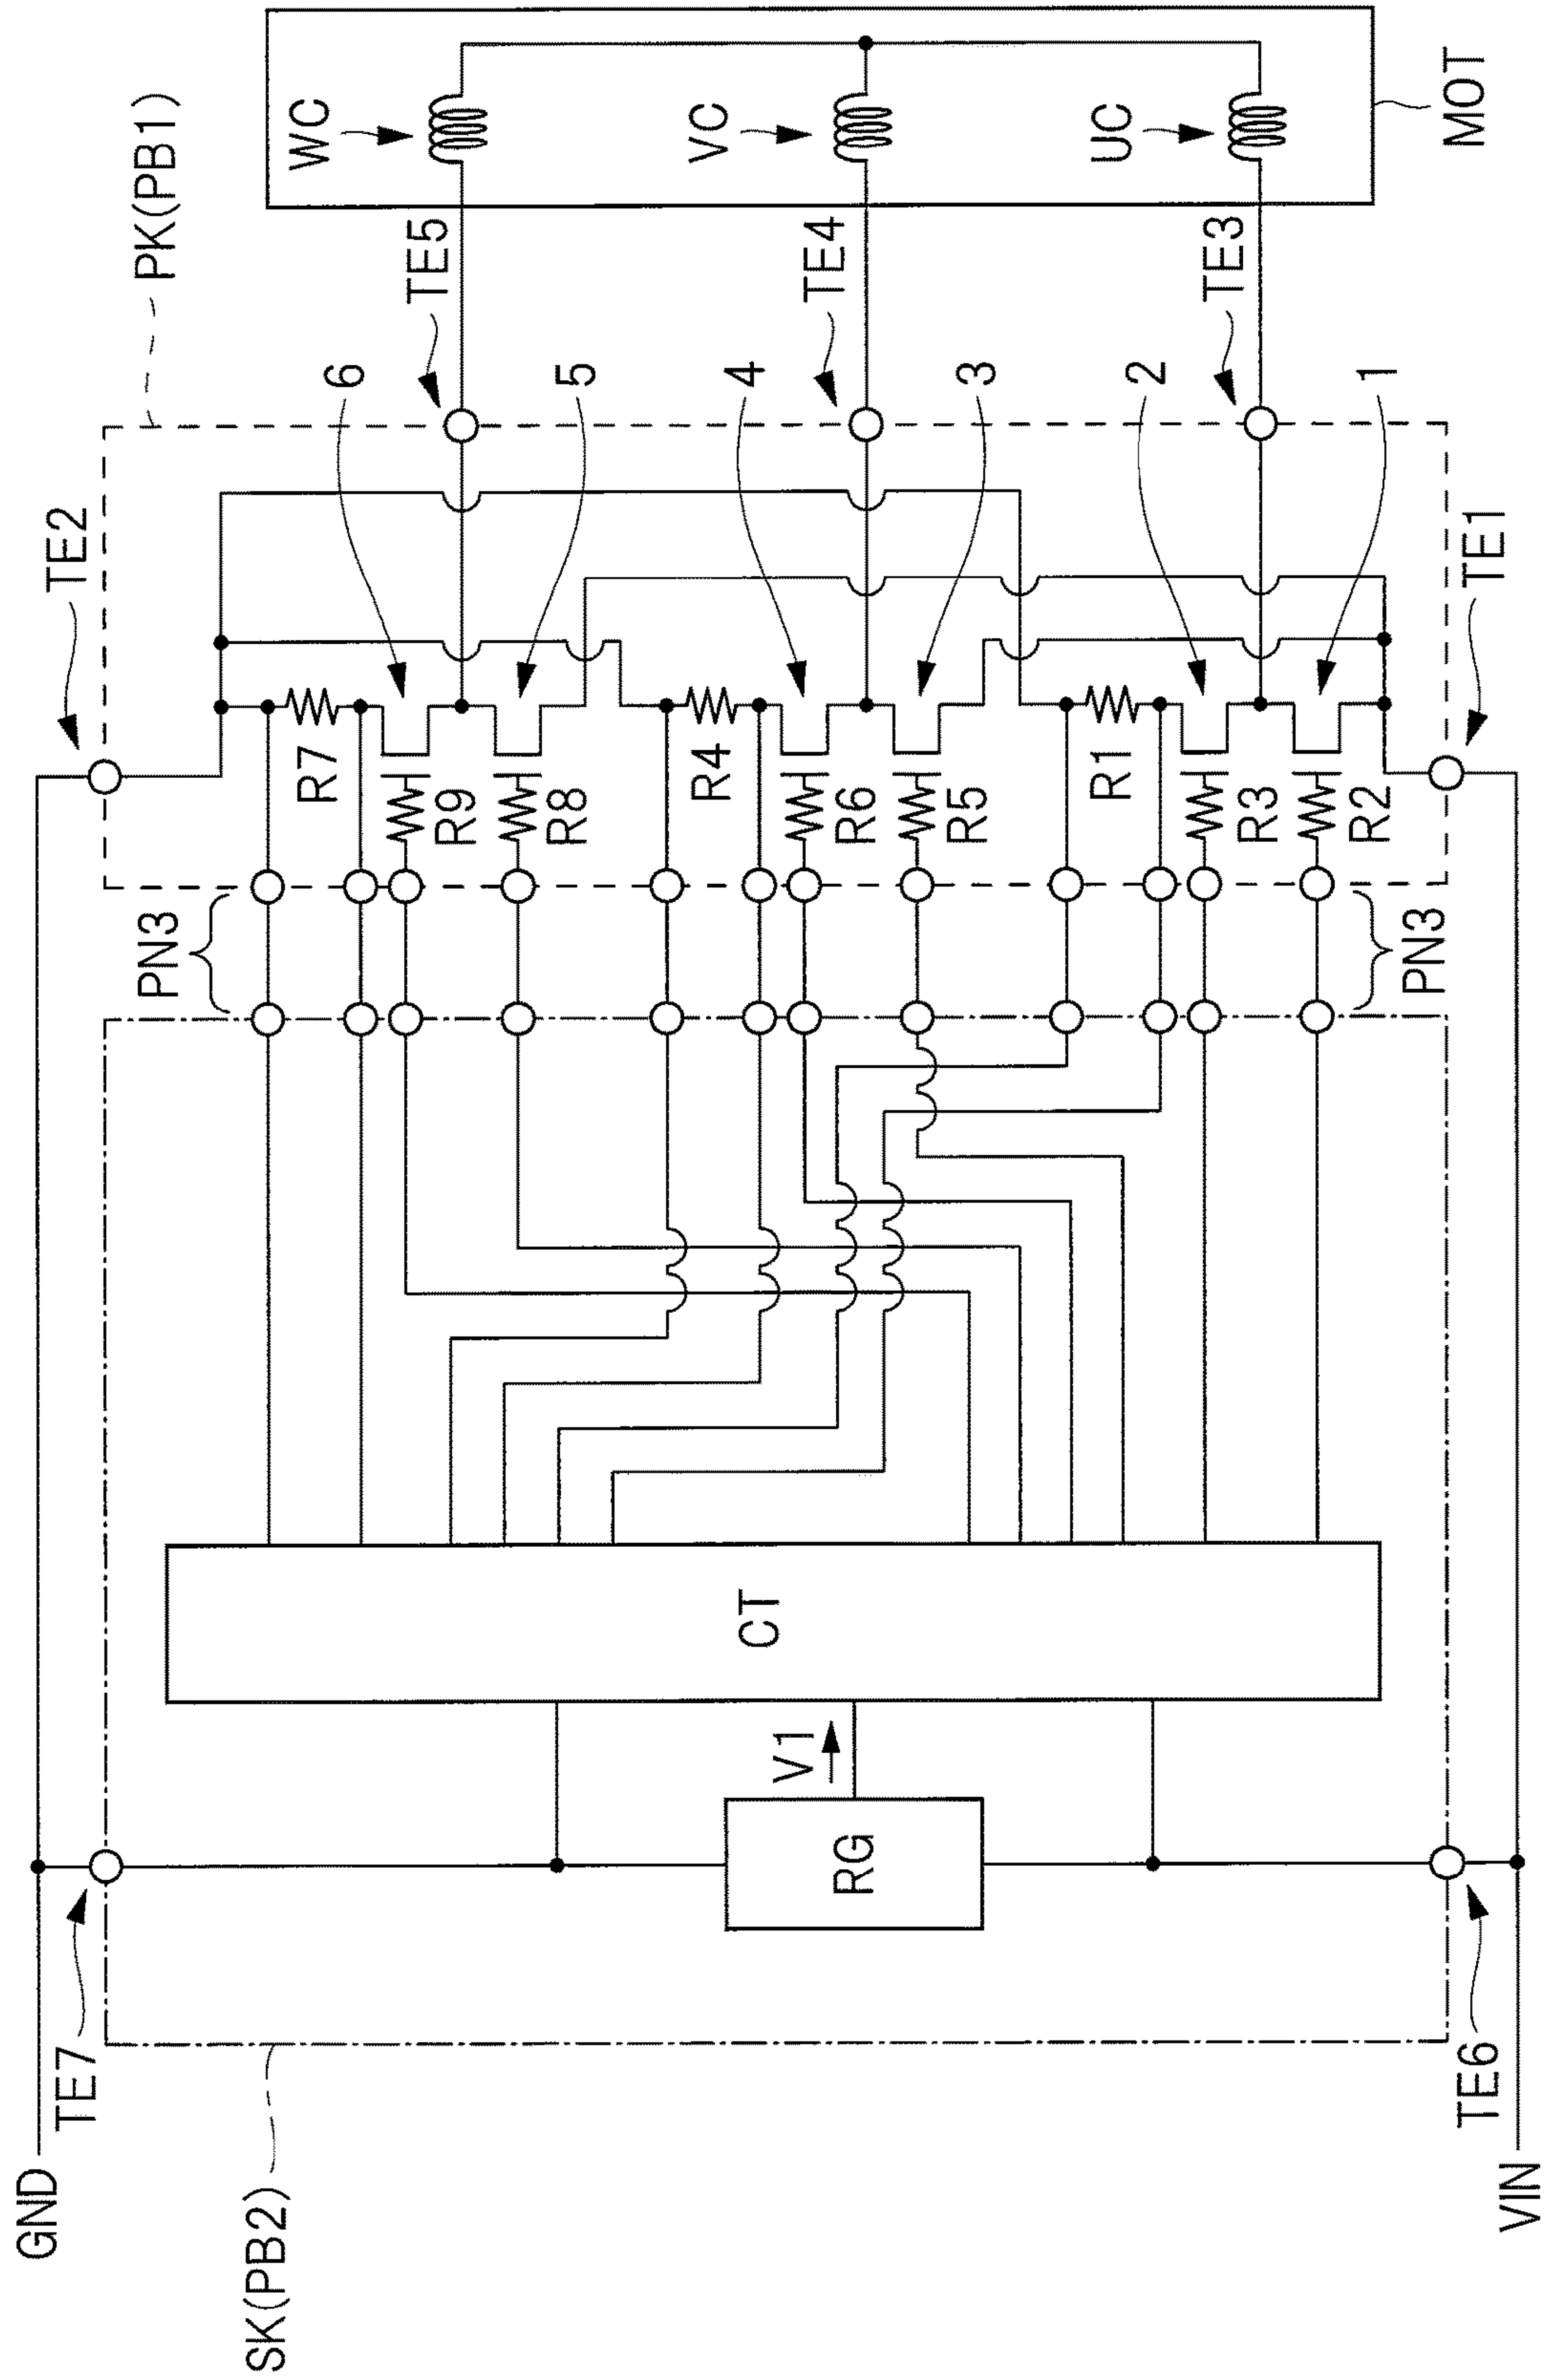 GND
TE7
TE2
PN3
PK(PB1)
SK(PB2)
R7
WC
6
TE5
R9
R8
5
R4
VC
4
CT
V1
TE4
RG
R6
R5
3
R1
UC
2
TE3
R3
R2
1
PN3
MOT
TE6
TE1
VIN